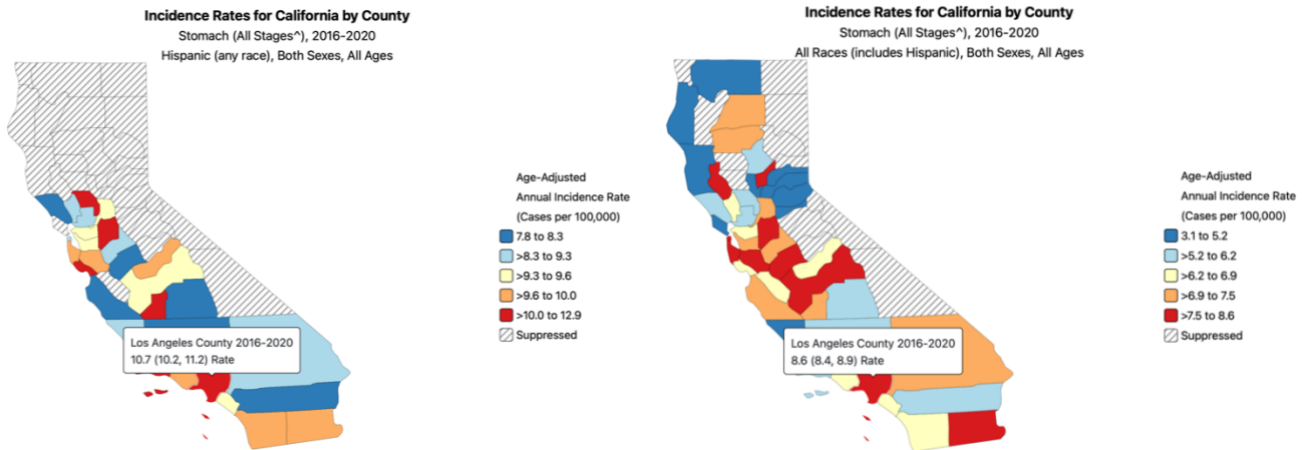 Incidence Rates for California by County
Stomach (All Stages^), 2016-2020
Hispanic (any race), Both Sexes, All Ages
Age-Adjusted
Annual Incidence Rate
(Cases per 100,000)
7.8 to 8.3
>8.3 to 9.3
>9.3 to 9.6
>9.6 to 10.0
>10.0 to 12.9
Suppressed
Los Angeles County 2016-2020
10.7 (10.2, 11.2) Rate
Incidence Rates for California by County
Stomach (All Stages^), 2016-2020
All Races (includes Hispanic), Both Sexes, All Ages
Age-Adjusted
Annual Incidence Rate
(Cases per 100,000)
3.1 to 5.2
>5.2 to 6.2
>6.2 to 6.9
>6.9 to 7.5
>7.5 to 8.6
Suppressed
Los Angeles County 2016-2020
8.6 (8.4, 8.9) Rate